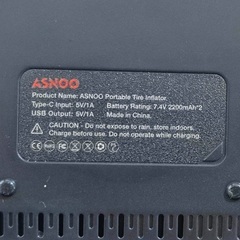 ASNOO
Product Name: ASNOO Portable Tire Inflator
Type-C Input: 5V/1A Battery Rating: 7.4V 2200mAh*2
USB Output: 5V/1A Made in China.
CAUTION - Do not expose to rain, store indoors.
Charge before use. Do not operate while charging.